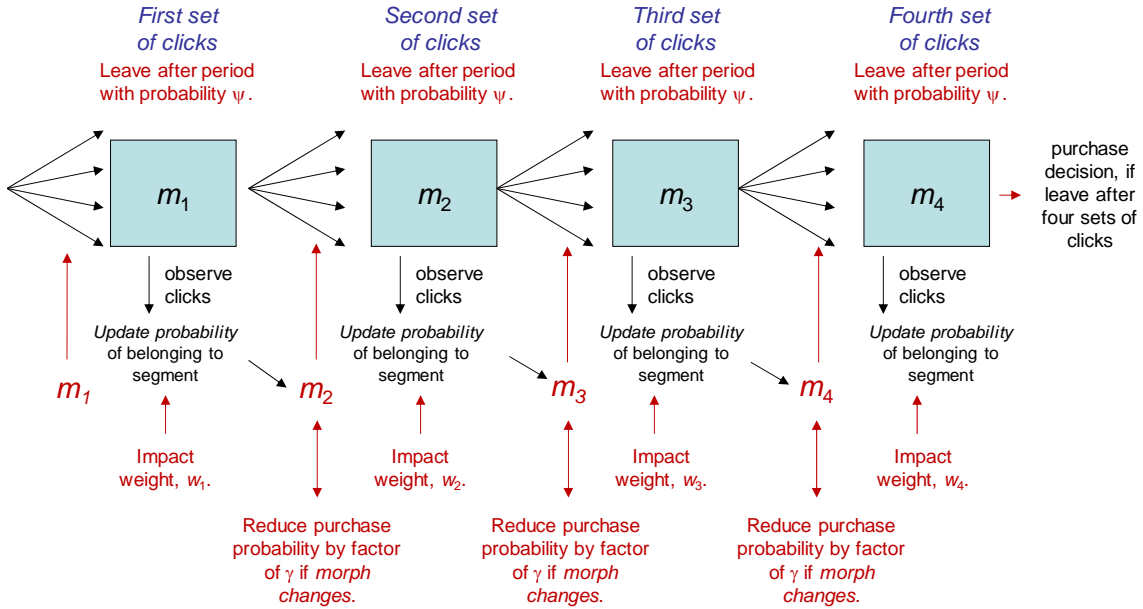 First set
of clicks
Leave after period
with probability ψ.
Second set
of clicks
Leave after period
with probability ψ.
Third set
of clicks
Leave after period
with probability ψ.
Fourth set
of clicks
Leave after period
with probability ψ.
m1
m2
m3
m4
purchase
decision, if
leave after
four sets of
clicks
observe
clicks
observe
clicks
observe
clicks
observe
clicks
Update probability
of belonging to
segment
Update probability
of belonging to
segment
Update probability
of belonging to
segment
Update probability
of belonging to
segment
m1
m2
m3
m4
Impact
weight, w1.
Impact
weight, w2.
Impact
weight, w3.
Impact
weight, w4.
Reduce purchase
probability by factor
of γ if morph
changes.
Reduce purchase
probability by factor
of γ if morph
changes.
Reduce purchase
probability by factor
of γ if morph
changes.